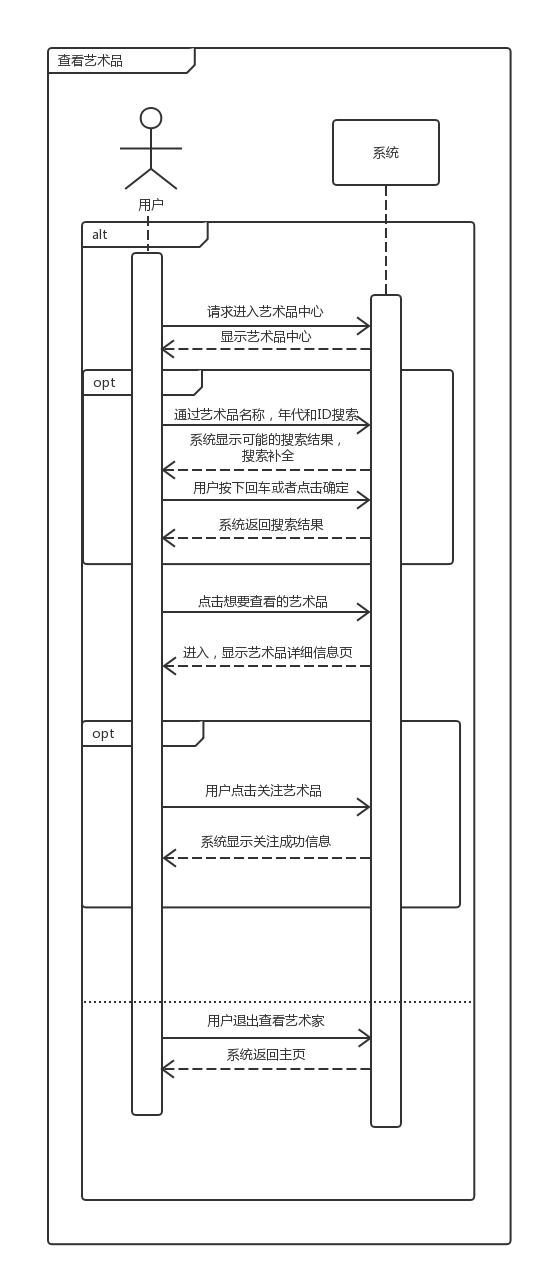 查看艺术品
系统
用户
alt
请求进入艺术品中心
显示艺术品中心
opt
通过艺术品名称，年代和ID搜索
系统显示可能的搜索结果，
搜索补全
用户按下回车或者点击确定
系统返回搜索结果
点击想要查看的艺术品
进入，显示艺术品详细信息页
opt
用户点击关注艺术品
系统显示关注成功信息
用户退出查看艺术家
系统返回主页